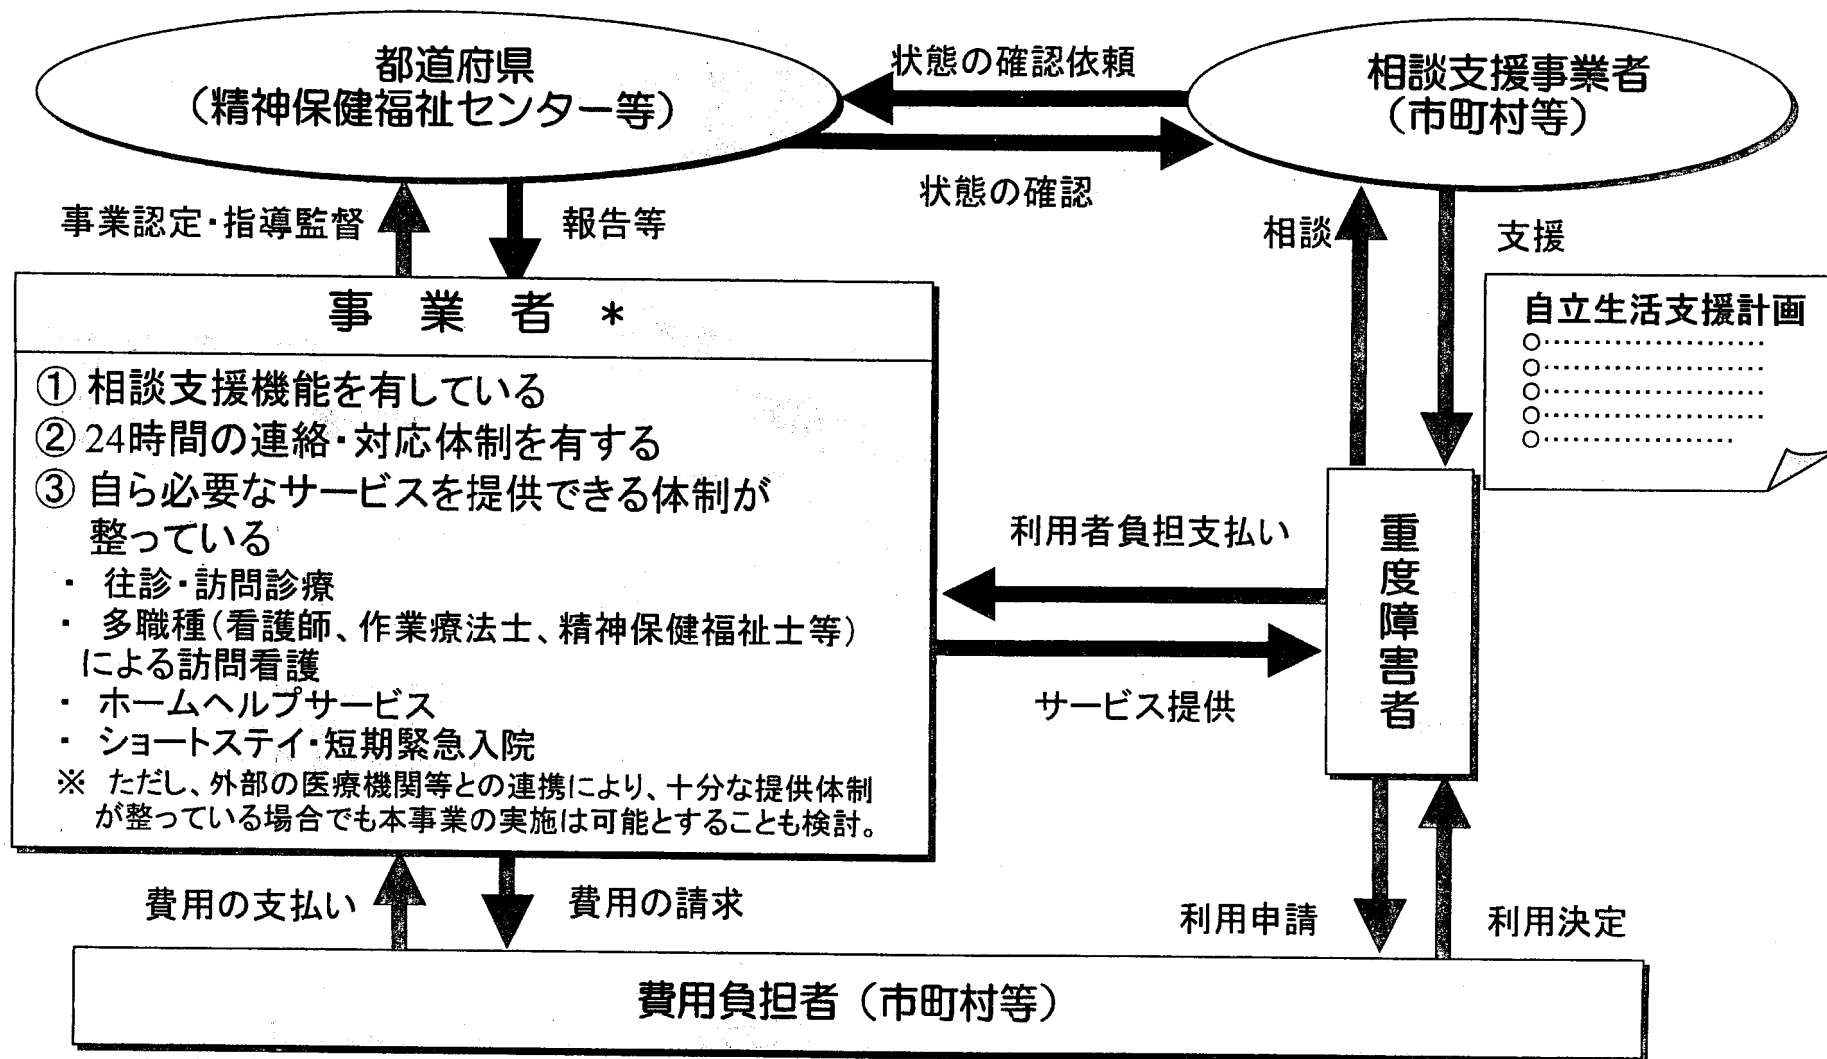 都道府県
（精神保健福祉センター等）
状態の確認依頼
相談支援事業者
（市町村等）
状態の確認
事業認定・指導監督
報告等
相談
支援
事　業　者　*
自立生活支援計画
① 相談支援機能を有している
② 24時間の連絡・対応体制を有する
③ 自ら必要なサービスを提供できる体制が
整っている
・ 往診・訪問診療
・ 多職種（看護師、作業療法士、精神保健福祉士等）
による訪問看護
・ ホームヘルプサービス
・ ショートステイ・短期緊急入院
※ ただし、外部の医療機関等との連携により、十分な提供体制
が整っている場合でも本事業の実施は可能とすることも検討。
利用者負担支払い
サービス提供
重度障害者
費用の支払い
費用の請求
利用申請
利用決定
費用負担者（市町村等）